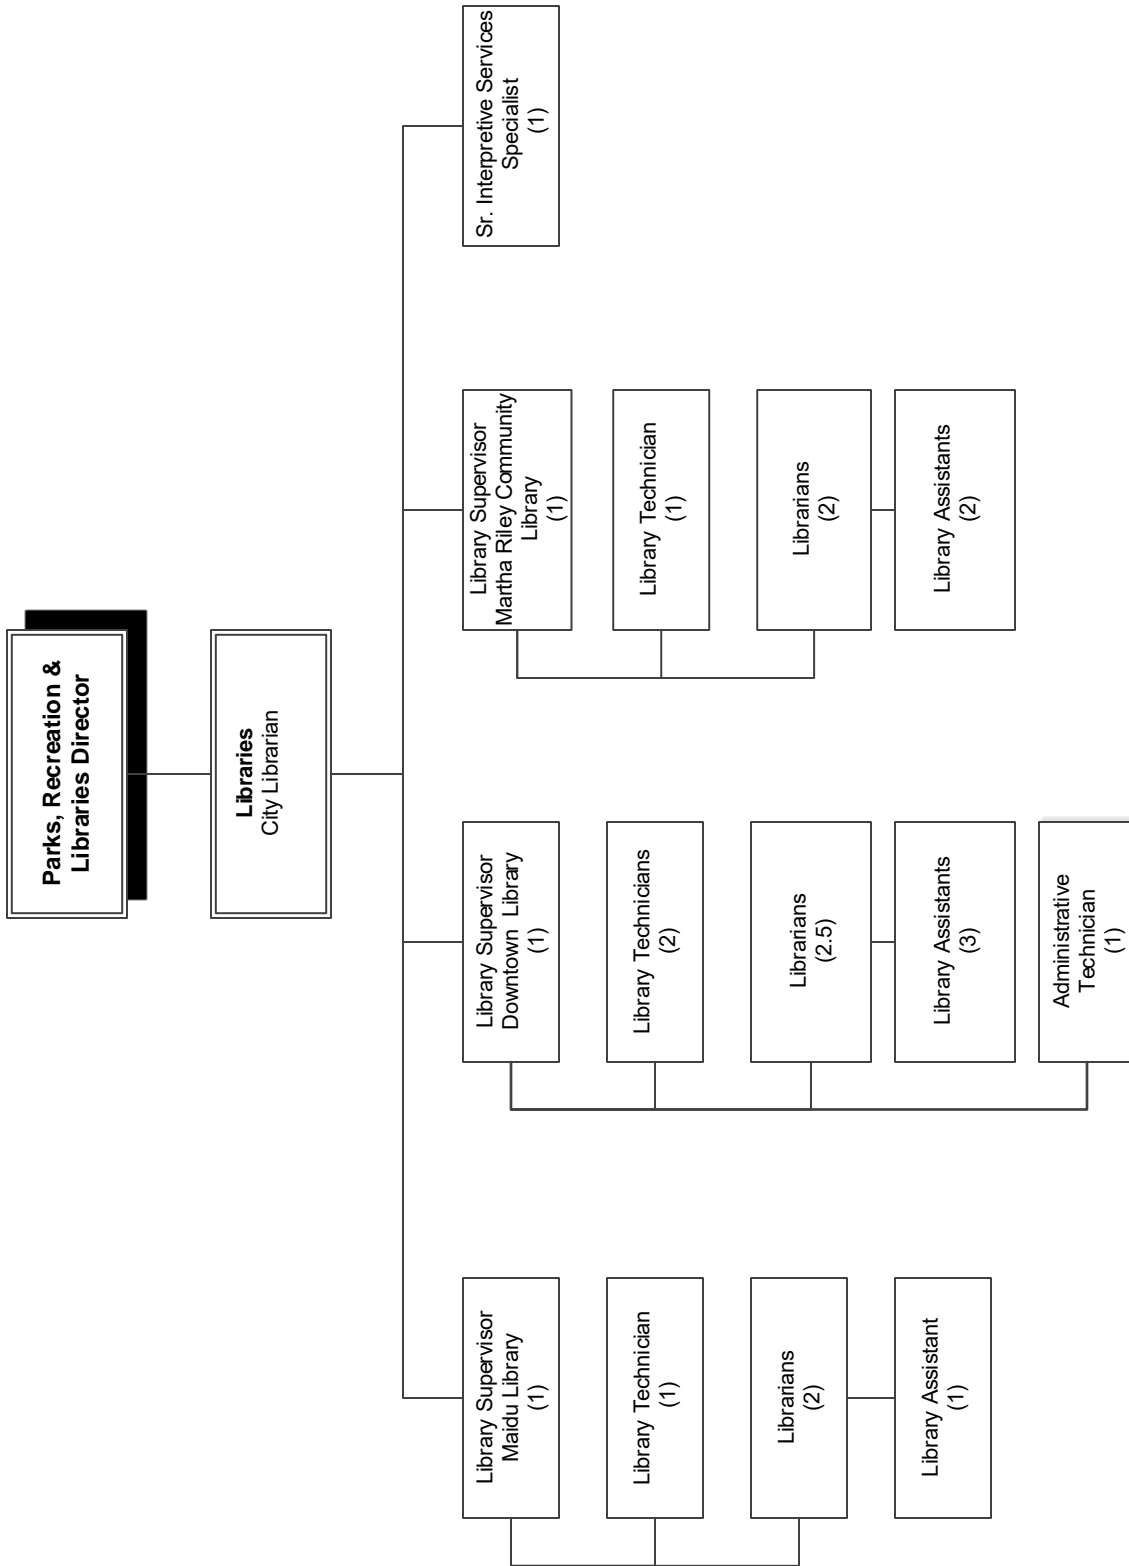 Parks, Recreation &
Libraries Director
Libraries
City Librarian
Library Supervisor
Maidu Library
(1)
Library Technician
(1)
Librarians
(2)
Library Assistant
(1)
Library Supervisor
Downtown Library
(1)
Library Technicians
(2)
Librarians
(2.5)
Library Assistants
(3)
Administrative
Technician
(1)
Library Supervisor
Martha Riley Community
Library
(1)
Library Technician
(1)
Librarians
(2)
Library Assistants
(2)
Sr. Interpretive Services
Specialist
(1)